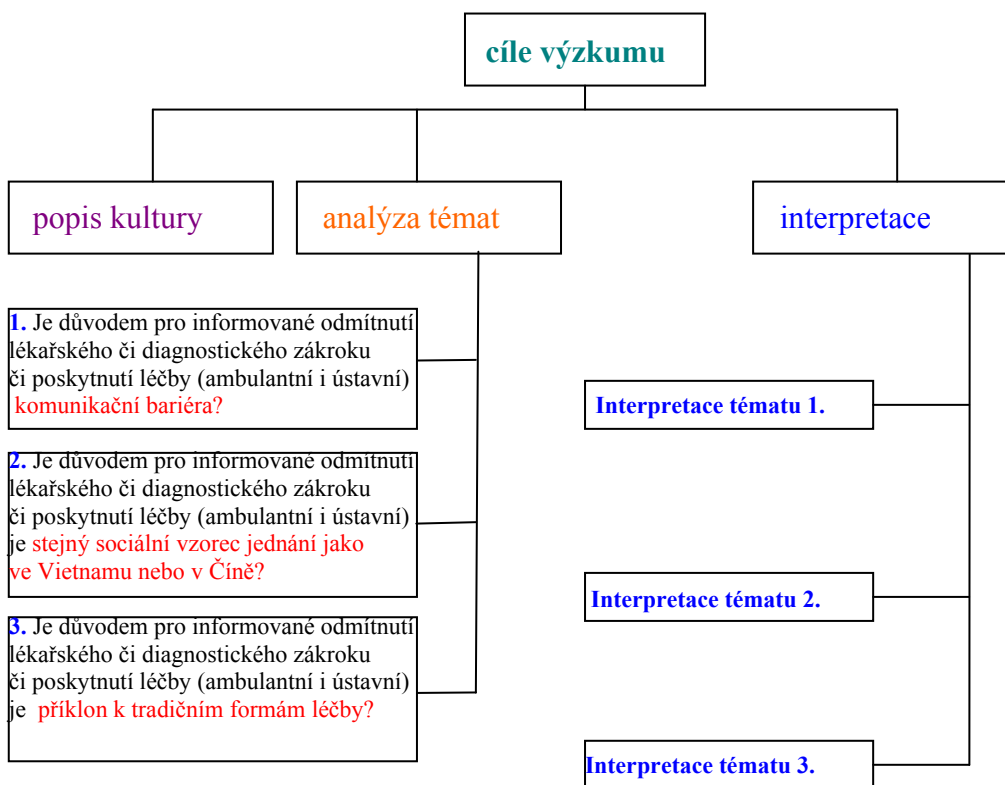 cíle výzkumu
popis kultury
analýza témat
interpretace
1. Je důvodem pro informované odmítnutí
lékařského či diagnostického zákroku
či poskytnutí léčby (ambulantní i ústavní)
komunikační bariéra?
2. Je důvodem pro informované odmítnutí
lékařského či diagnostického zákroku
či poskytnutí léčby (ambulantní i ústavní)
je stejný sociální vzorec jednání jako
ve Vietnamu nebo v Číně?
3. Je důvodem pro informované odmítnutí
lékařského či diagnostického zákroku
či poskytnutí léčby (ambulantní i ústavní)
je příklon k tradičním formám léčby?
Interpretace tématu 1.
Interpretace tématu 2.
Interpretace tématu 3.